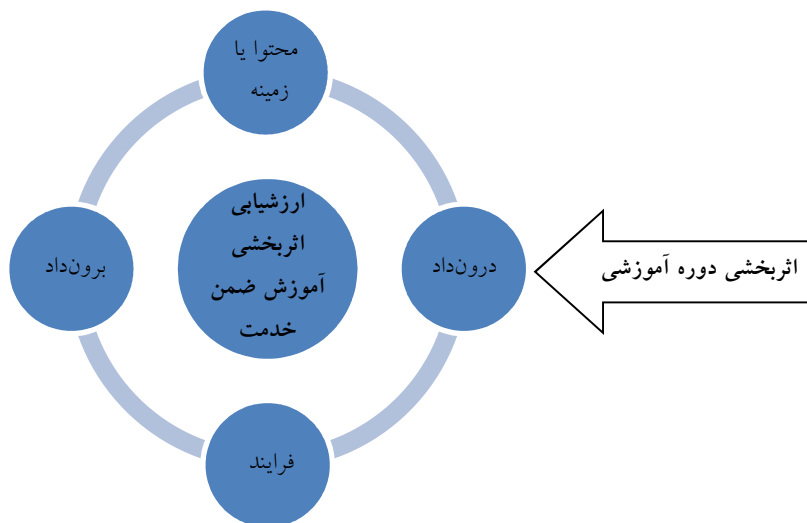 محتوا یا
زمینه
ارزشیابی
اثربخشی
آموزش ضمن
خدمت
برون‌داد
درون‌داد
اثربخشی دوره آموزشی
فرایند